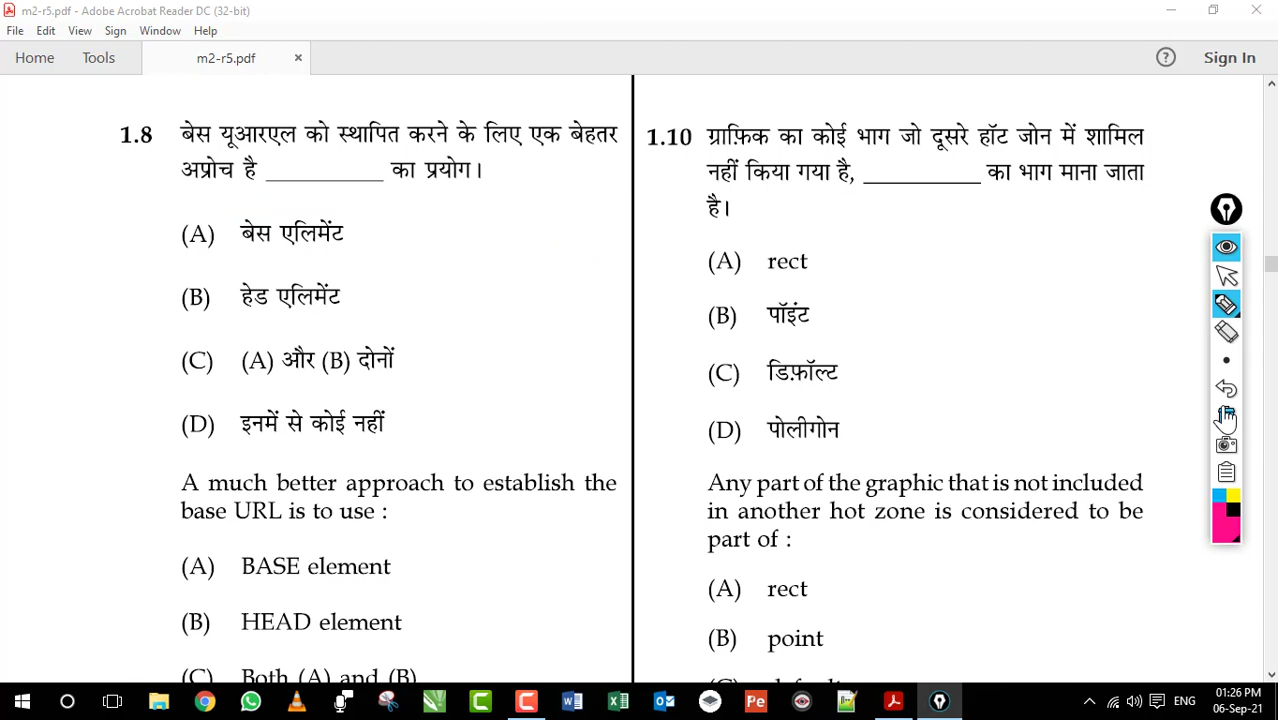 m2-r5.pdf - Adobe Acrobat Reader DC (32-bit)
File Edit View Sign Window Help
Home Tools m2-r5.pdf × ? Sign In
1.8 बेस यूआरएल को स्थापित करने के लिए एक बेहतर
अप्रोच है __________ का प्रयोग।
(A) बेस एलिमेंट
(B) हेड एलिमेंट
(C) (A) और (B) दोनों
(D) इनमें से कोई नहीं
A much better approach to establish the
base URL is to use :
(A) BASE element
(B) HEAD element
(C) Both (A) and (B)
1.10 ग्राफ़िक का कोई भाग जो दूसरे हॉट जोन में शामिल
नहीं किया गया है, __________ का भाग माना जाता
है।
(A) rect
(B) पॉइंट
(C) डिफ़ॉल्ट
(D) पोलीगोन
Any part of the graphic that is not included
in another hot zone is considered to be
part of :
(A) rect
(B) point
(C) default
ENG
01:26 PM
06-Sep-21